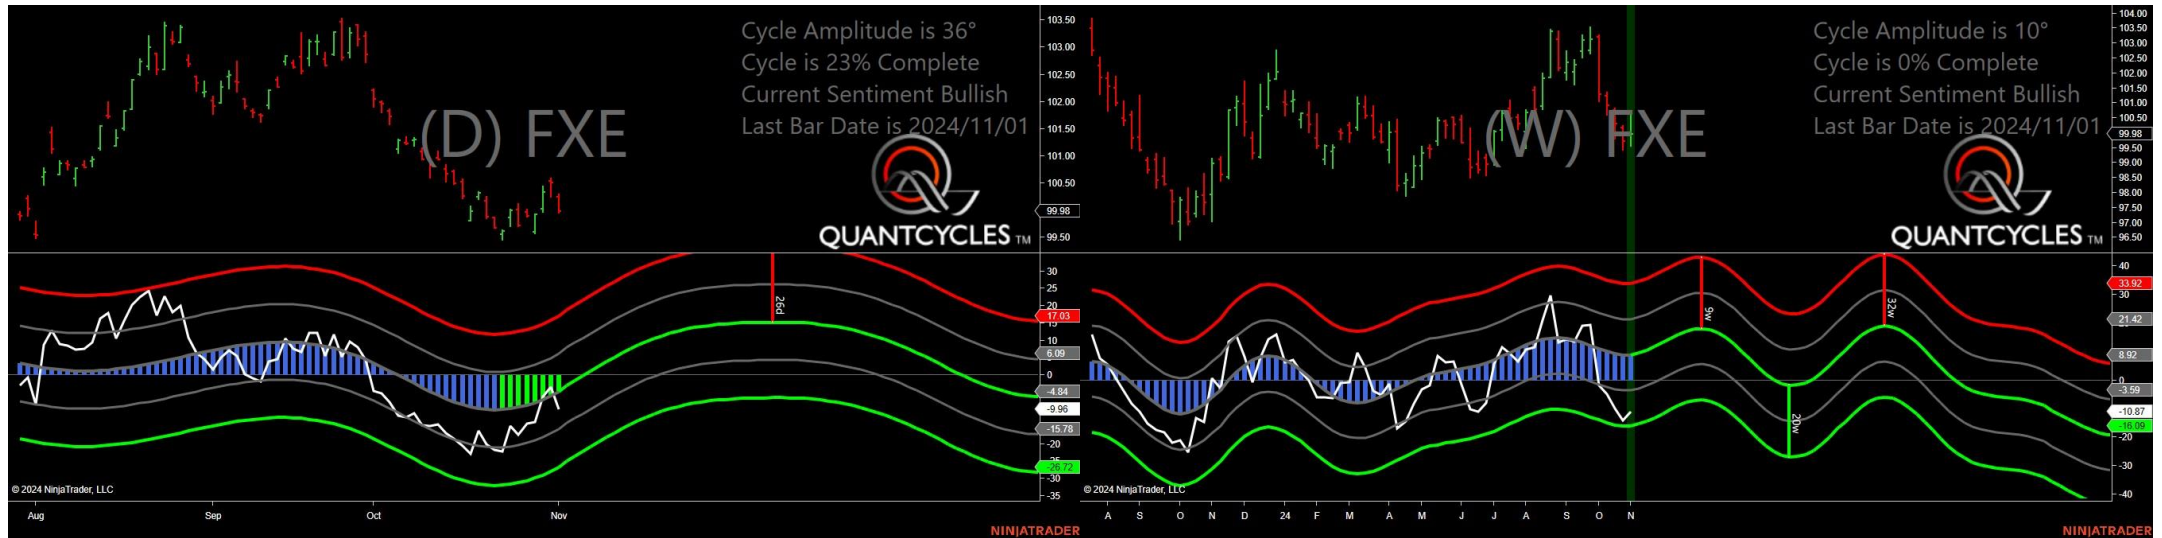 Cycle Amplitude is 36°
Cycle is 23% Complete
Current Sentiment Bullish
Last Bar Date is 2024/11/01
(D) FXE
QUANTCYCLES TM
103.50
103.00
102.50
102.00
101.50
101.00
100.50
99.98
99.50
26d
30
25
20
17.03
15
10
6.09
0
-4.84
-9.96
-15.78
-20
-26.72
-30
-35
© 2024 NinjaTrader, LLC
Aug Sep Oct Nov
NINJATRADER
Cycle Amplitude is 10°
Cycle is 0% Complete
Current Sentiment Bullish
Last Bar Date is 2024/11/01
(W) FXE
QUANTCYCLES TM
104.00
103.50
103.00
102.50
102.00
101.50
101.00
100.50
99.98
99.50
99.00
98.50
98.00
97.50
97.00
96.50
9w
20w
32w
40
33.92
30
21.42
8.92
0
-3.59
-10.87
-16.09
-20
-30
-40
© 2024 NinjaTrader, LLC
A S O N D 24 F M A M J J A S O N
NINJATRADER